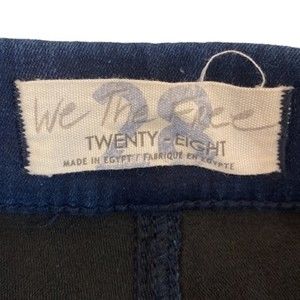 We The Free
28
TWENTY-EIGHT
MADE IN EGYPT / FABRIQUÉ EN EGYPTE